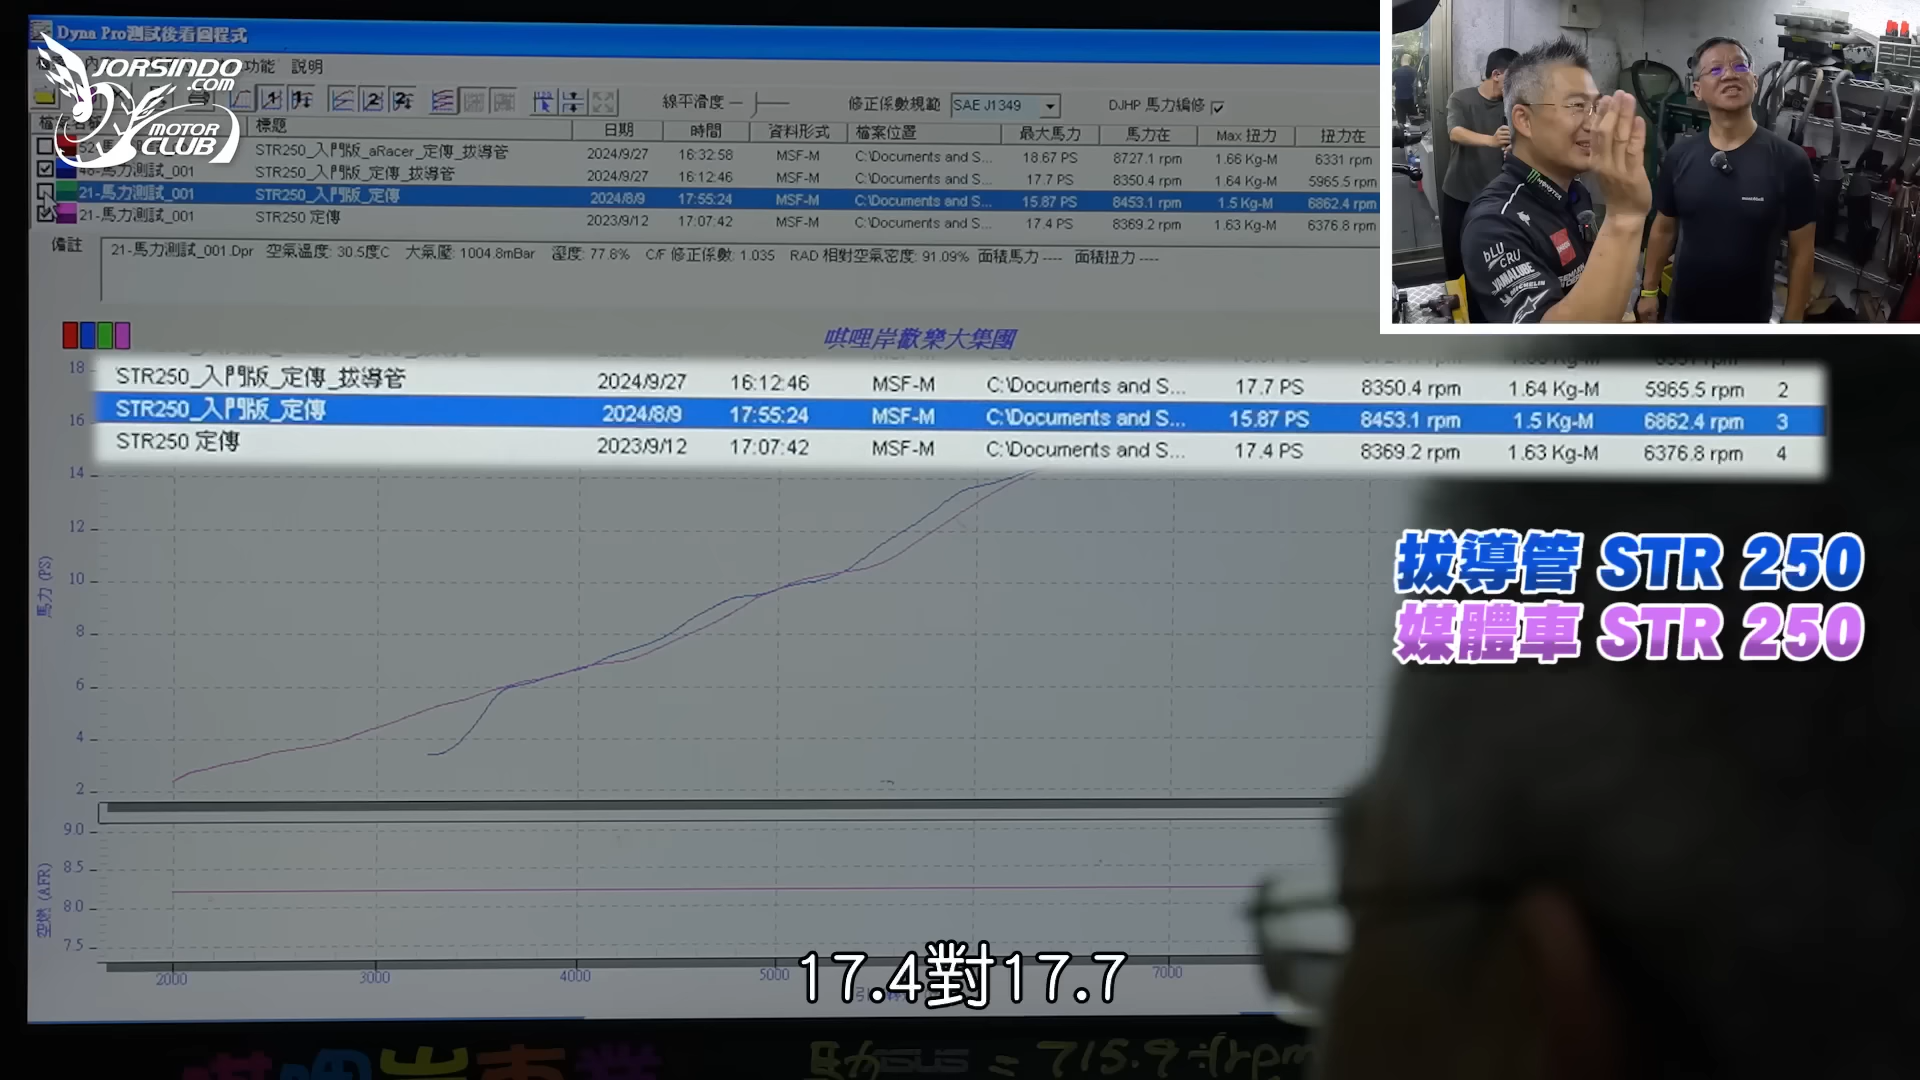 Dyna Pro測試後看圖程式
JORSINDO
.com
MOTOR
CLUB
功能 說明
線平滑度
修正係數規範 SAE J1349
DJHP 馬力編修
標題 日期 時間 資料形式 檔案位置 最大馬力 馬力在 Max 扭力 扭力在
STR250_入門版_aRacer_定傳_拔導管 2024/9/27 16:32:58 MSF-M C:\Documents and S... 18.67 PS 8727.1 rpm 1.66 Kg-M 6331 rpm
馬力測試_001 STR250_入門版_定傳_拔導管 2024/9/27 16:12:46 MSF-M C:\Documents and S... 17.7 PS 8350.4 rpm 1.64 Kg-M 5965.5 rpm
21-馬力測試_001 STR250_入門版_定傳 2024/8/9 17:55:24 MSF-M C:\Documents and S... 15.87 PS 8453.1 rpm 1.5 Kg-M 6862.4 rpm
21-馬力測試_001 STR250 定傳 2023/9/12 17:07:42 MSF-M C:\Documents and S... 17.4 PS 8369.2 rpm 1.63 Kg-M 6376.8 rpm
備註 21-馬力測試_001.Dpr 空氣溫度: 30.5度C 大氣壓: 1004.8mBar 溼度: 77.8% C/F 修正係數: 1.035 RAD 相對空氣密度: 91.09% 面積馬力 ---- 面積扭力 ----
唭哩岸歡樂大集團
STR250_入門版_定傳_拔導管 2024/9/27 16:12:46 MSF-M C:\Documents and S... 17.7 PS 8350.4 rpm 1.64 Kg-M 5965.5 rpm 2
STR250_入門版_定傳 2024/8/9 17:55:24 MSF-M C:\Documents and S... 15.87 PS 8453.1 rpm 1.5 Kg-M 6862.4 rpm 3
STR250 定傳 2023/9/12 17:07:42 MSF-M C:\Documents and S... 17.4 PS 8369.2 rpm 1.63 Kg-M 6376.8 rpm 4
18
16
14
12
10
8
6
4
2
馬力 (PS)
9.0
8.5
8.0
7.5
空燃 (AFR)
2000 3000 4000 5000 7000
拔導管 STR 250
媒體車 STR 250
bLU
CRU
YAMALUBE
MICHELIN
17.4對17.7
ASUS
= 715.9÷(rpm